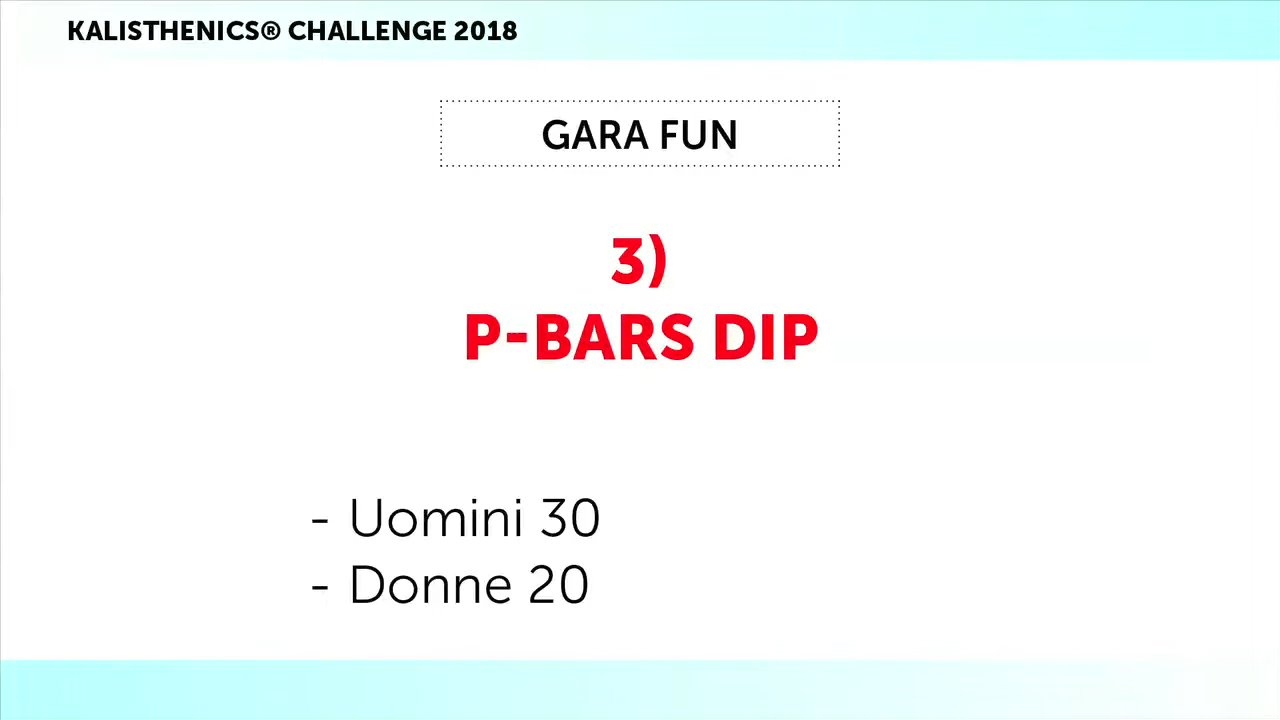 KALISTHENICS® CHALLENGE 2018
GARA FUN
3)
P-BARS DIP
- Uomini 30
- Donne 20